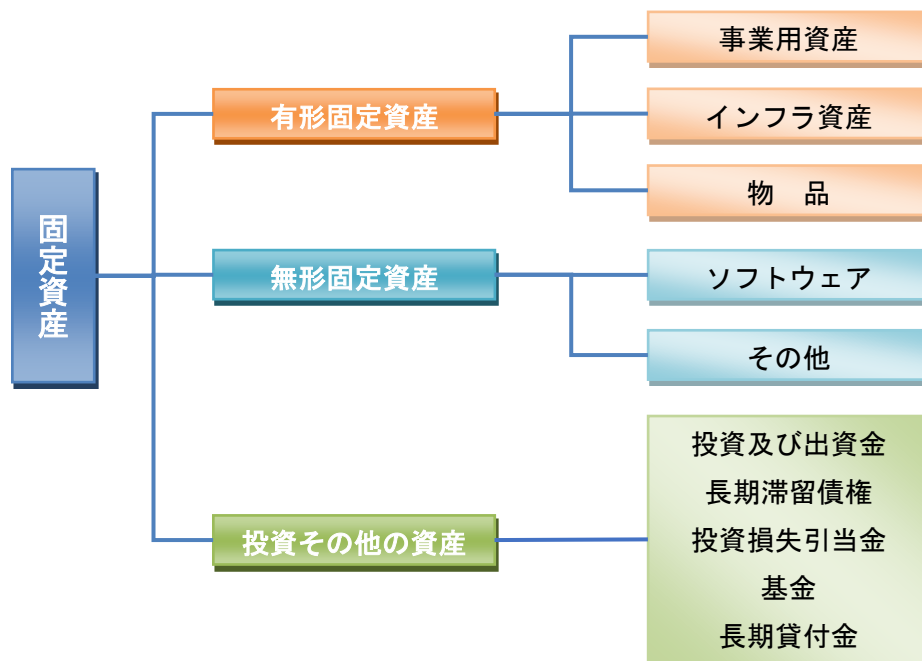 固定資産
有形固定資産
事業用資産
インフラ資産
物　品
無形固定資産
ソフトウェア
その他
投資その他の資産
投資及び出資金
長期滞留債権
投資損失引当金
基金
長期貸付金